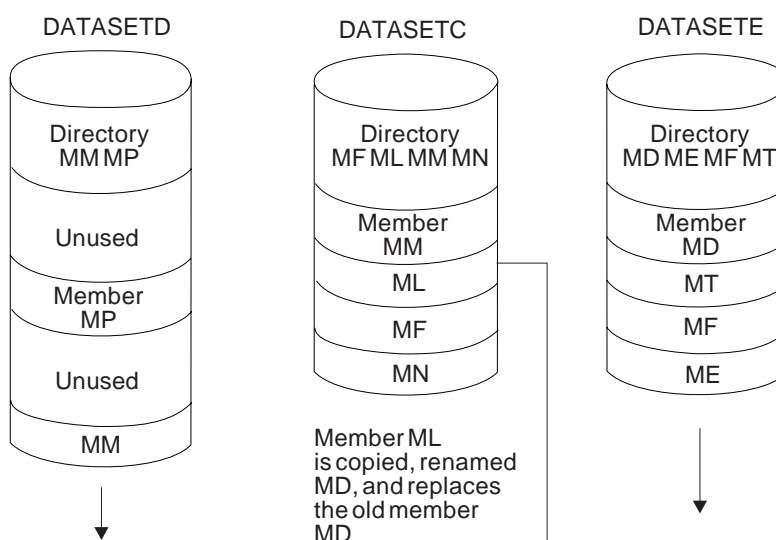 DATASETD
Directory
MM MP
Unused
Member
MP
Unused
MM
DATASETC
Directory
MF ML MM MN
Member
MM
ML
MF
MN
Member ML
is copied, renamed
MD, and replaces
the old member
MD
DATASETE
Directory
MD ME MF MT
Member
MD
MT
MF
ME